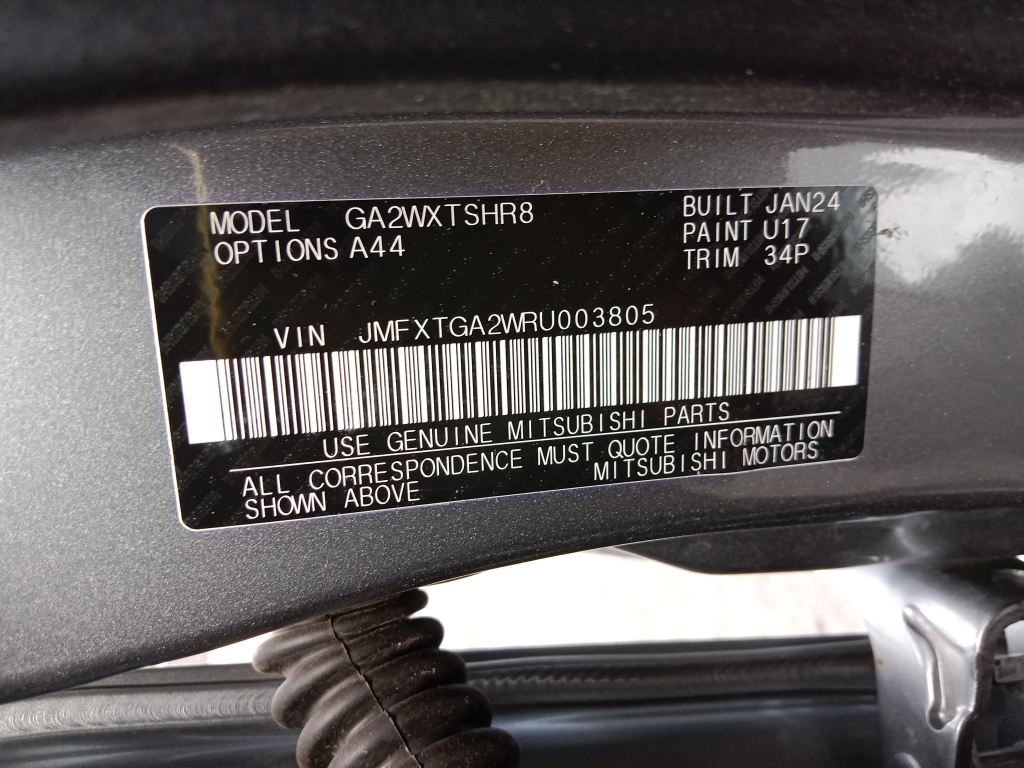 MODEL GA2WXTSHR8 BUILT JAN24
OPTIONS A44 PAINT U17
TRIM 34P
VIN JMFXTGA2WRU003805
USE GENUINE MITSUBISHI PARTS
ALL CORRESPONDENCE MUST QUOTE INFORMATION
SHOWN ABOVE MITSUBISHI MOTORS